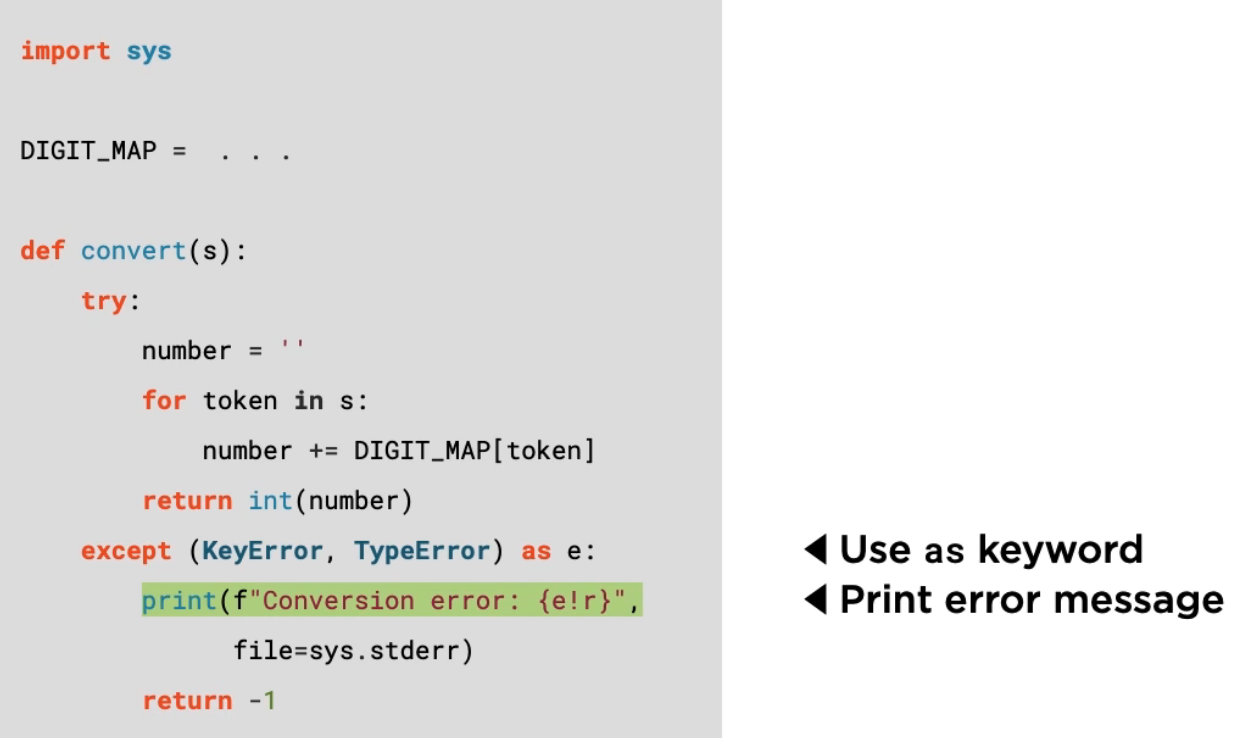 import sys
DIGIT_MAP =  . . .
def convert(s):
    try:
        number = ''
        for token in s:
            number += DIGIT_MAP[token]
        return int(number)
    except (KeyError, TypeError) as e:
        print(f"Conversion error: {e!r}",
              file=sys.stderr)
        return -1
◀ Use as keyword
◀ Print error message